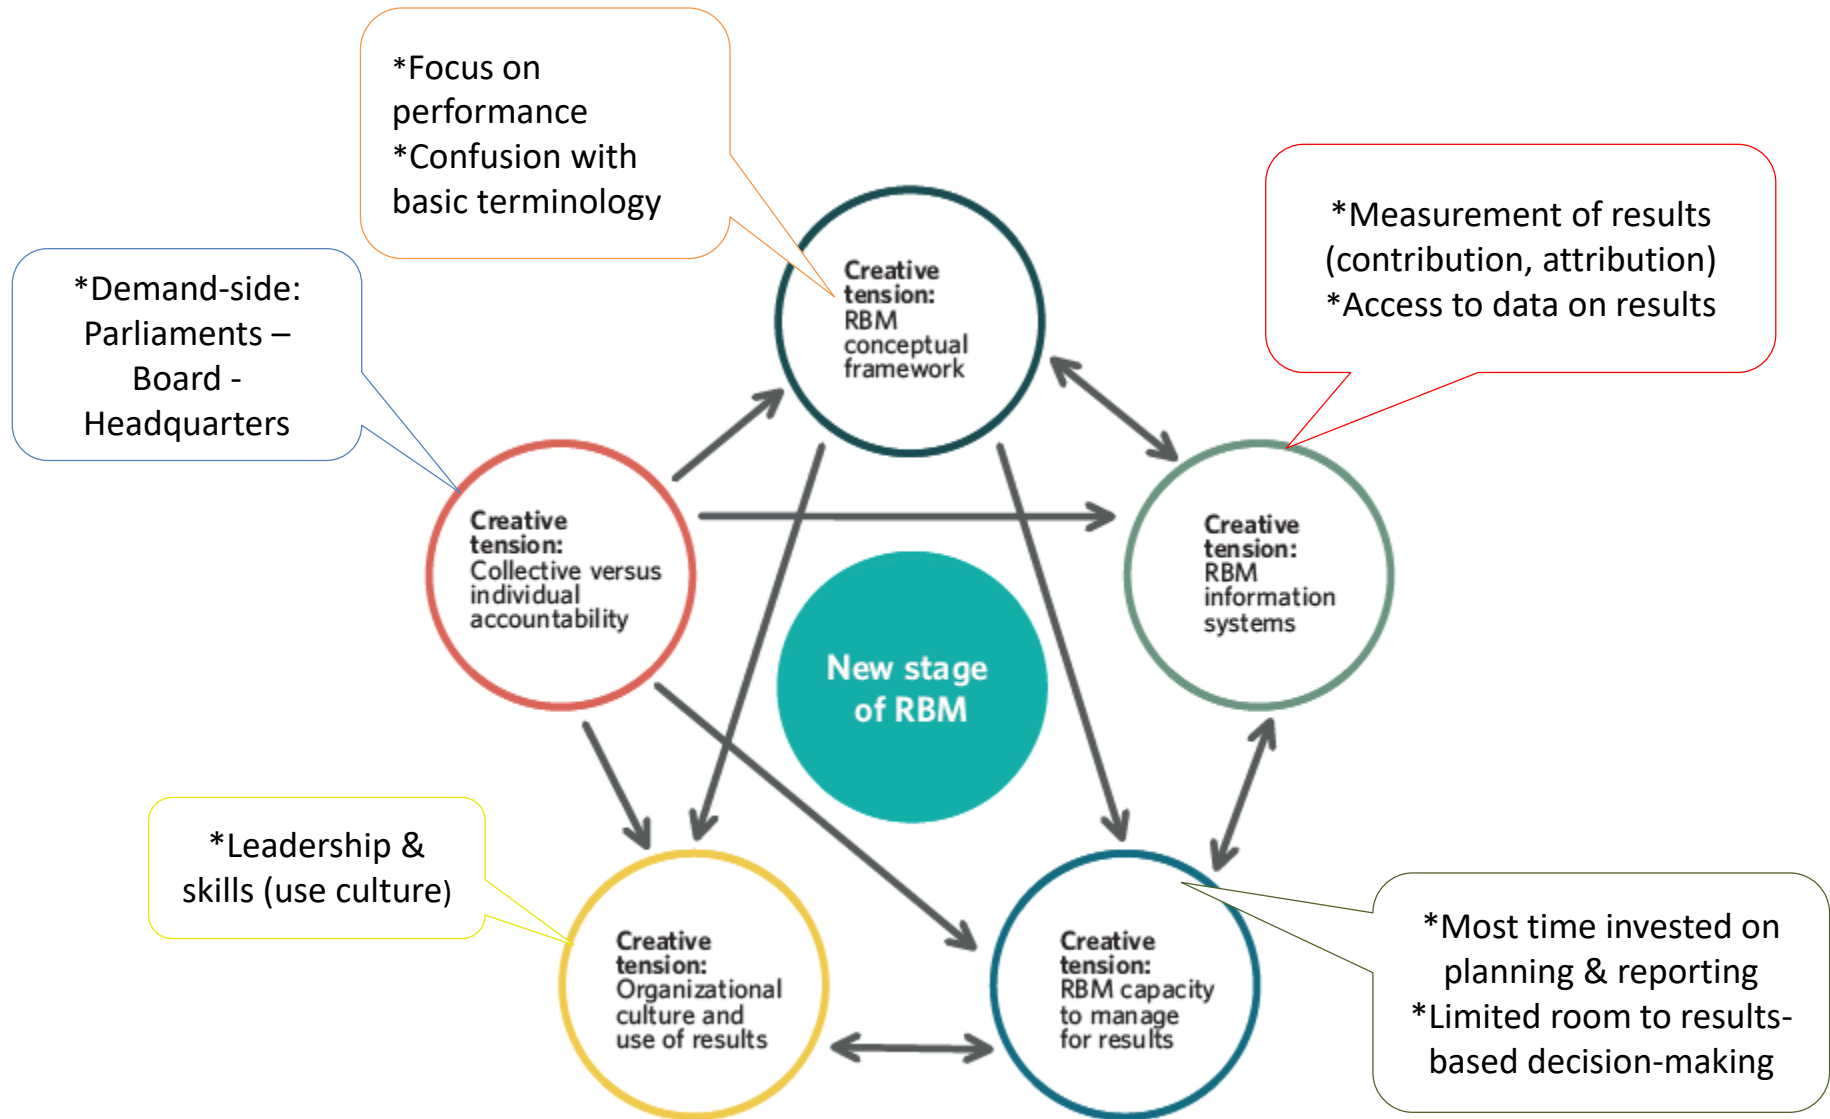 *Focus on
performance
*Confusion with
basic terminology
*Measurement of results
(contribution, attribution)
*Access to data on results
*Demand-side:
Parliaments –
Board -
Headquarters
Creative
tension:
RBM
conceptual
framework
Creative
tension:
Collective versus
individual
accountability
Creative
tension:
RBM
information
systems
New stage
of RBM
*Leadership &
skills (use culture)
Creative
tension:
Organizational
culture and
use of results
Creative
tension:
RBM capacity
to manage
for results
*Most time invested on
planning & reporting
*Limited room to results-
based decision-making